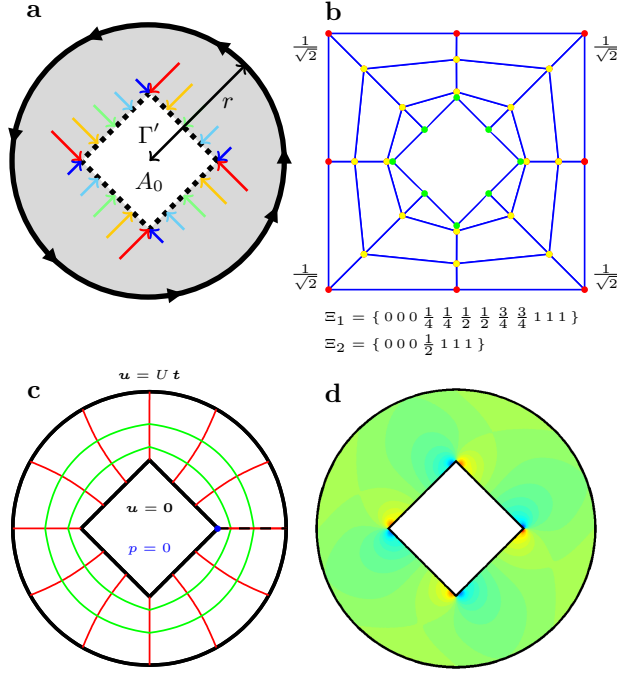 a
r
Γ′
A₀
b
1/√2 1/√2
1/√2 1/√2
Ξ₁ = { 0 0 0 1/4 1/4 1/2 1/2 3/4 3/4 1 1 1 }
Ξ₂ = { 0 0 0 1/2 1 1 1 }
c
u = U t
u = 0
p = 0
d